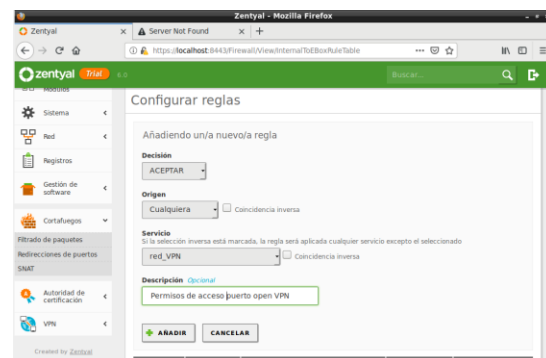 Zentyal - Mozilla Firefox
Zentyal
Server Not Found
https://localhost:8443/Firewall/View/InternalToEBoxRuleTable
zentyal Trial 6.0
Buscar...
Módulos
Sistema
Red
Registros
Gestión de
software
Cortafuegos
Filtrado de paquetes
Redirecciones de puertos
SNAT
Autoridad de
certificación
VPN
Created by Zentyal
Configurar reglas
Añadiendo un/a nuevo/a regla
Decisión
ACEPTAR
Origen
Cualquiera
Coincidencia inversa
Servicio
Si la selección inversa está marcada, la regla será aplicada cualquier servicio excepto el seleccionado
red_VPN
Coincidencia inversa
Descripción Opcional
Permisos de acceso puerto open VPN
AÑADIR
CANCELAR